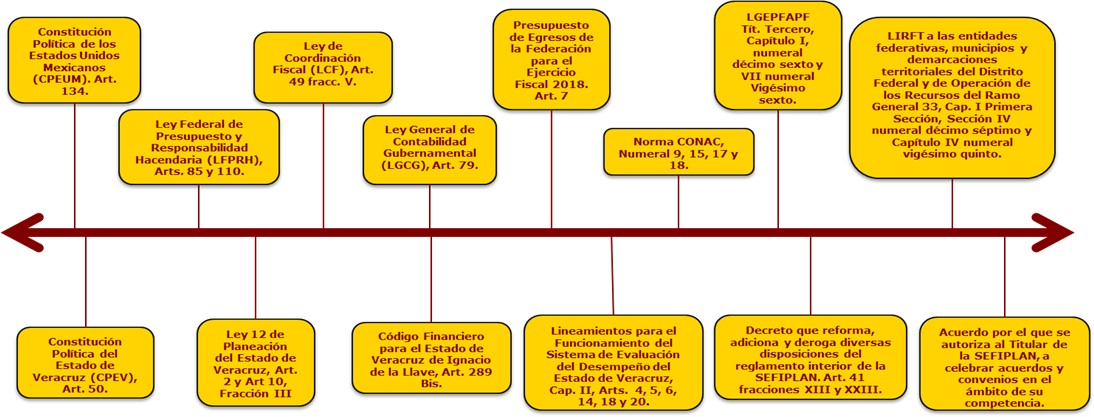 Constitución
Política de los
Estados Unidos
Mexicanos
(CPEUM). Art.
134.
Ley Federal de
Presupuesto y
Responsabilidad
Hacendaria (LFPRH),
Arts. 85 y 110.
Ley de
Coordinación
Fiscal (LCF), Art.
49 fracc. V.
Ley General de
Contabilidad
Gubernamental
(LGCG), Art. 79.
Presupuesto de
Egresos de la
Federación
para el
Ejercicio
Fiscal 2018.
Art. 7
Norma CONAC,
Numeral 9, 15, 17 y
18.
LGEPFAPF
Tít. Tercero,
Capítulo I,
numeral
décimo sexto y
VII numeral
Vigésimo
sexto.
LIRFT a las entidades
federativas, municipios y
demarcaciones
territoriales del Distrito
Federal y de Operación de
los Recursos del Ramo
General 33, Cap. I Primera
Sección, Sección IV
numeral décimo séptimo y
Capítulo IV numeral
vigésimo quinto.
Constitución
Política del
Estado de
Veracruz (CPEV),
Art. 50.
Ley 12 de
Planeación
del Estado de
Veracruz, Art.
2 y Art 10,
Fracción III
Código Financiero
para el Estado de
Veracruz de Ignacio de
la Llave, Art. 289
Bis.
Lineamientos para el
Funcionamiento del
Sistema de Evaluación
del Desempeño del
Estado de Veracruz,
Cap. II, Arts.  4, 5, 6,
14, 18 y 20.
Decreto que reforma,
adiciona y deroga diversas
disposiciones del
reglamento interior de la
SEFIPLAN. Art. 41
fracciones XIII y XXIII.
Acuerdo por el que se
autoriza al Titular de
la SEFIPLAN, a
celebrar acuerdos y
convenios en el
ámbito de su
competencia.